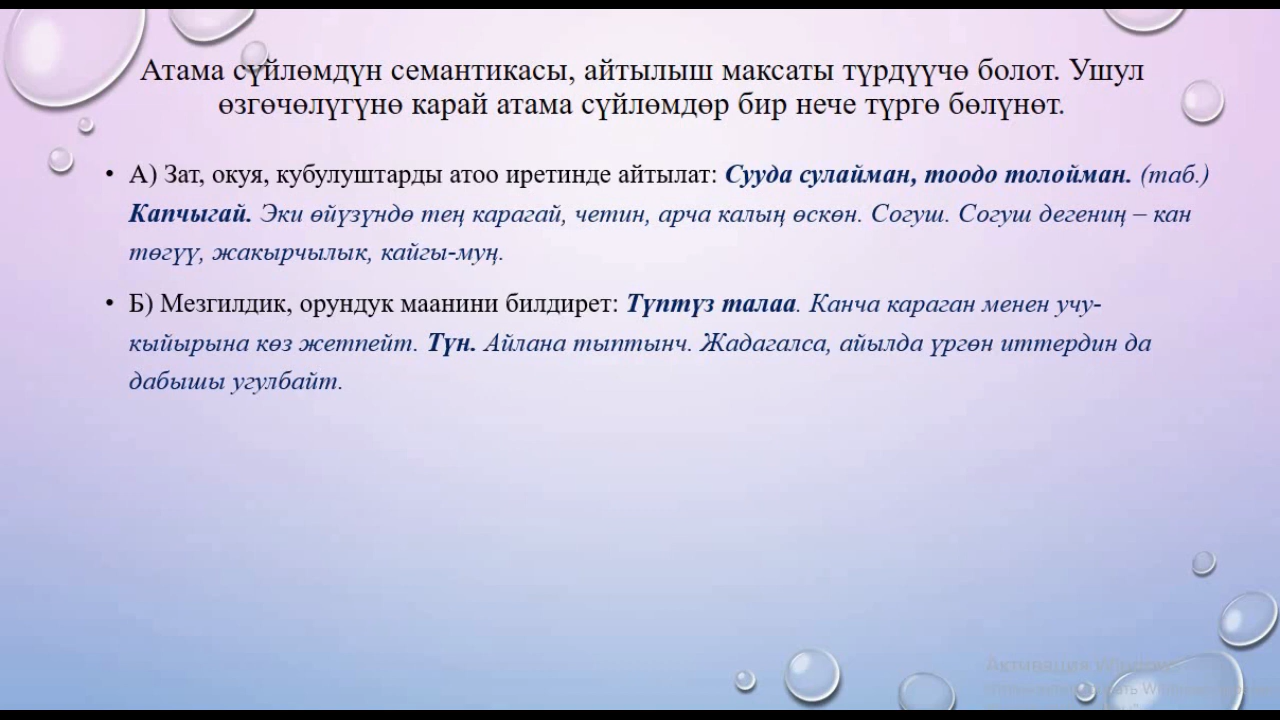 Атама сүйлөмдүн семантикасы, айтылыш максаты түрдүүчө болот. Ушул
өзгөчөлүгүнө карай атама сүйлөмдөр бир нече түргө бөлүнөт.
• А) Зат, окуя, кубулуштарды атоо иретинде айтылат: Сууда сулайман, тоодо толойман. (таб.)
Капчыгай. Эки өйүзүндө тең карагай, четин, арча калың өскөн. Согуш. Согуш дегениң – кан
төгүү, жакырчылык, кайгы-муң.
• Б) Мезгилдик, орундук маанини билдирет: Түптүз талаа. Канча караган менен учу-
кыйырына көз жетпейт. Түн. Айлана тыптынч. Жадагалса, айылда үргөн иттердин да
дабышы угулбайт.
Активация Windows